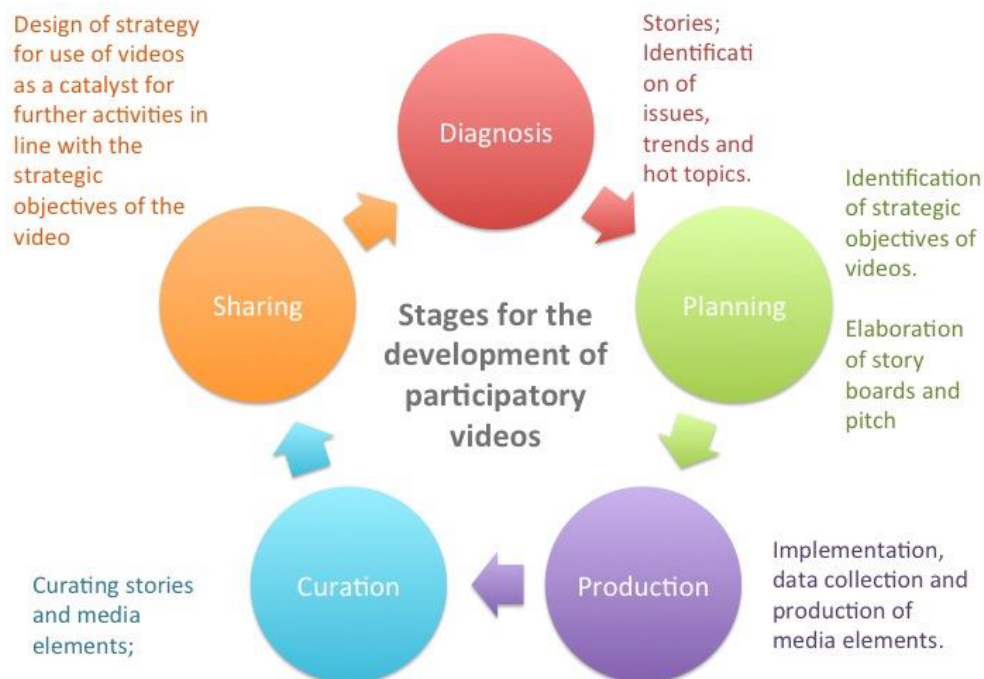 Design of strategy
for use of videos
as a catalyst for
further activities in
line with the
strategic
objectives of the
video
Diagnosis
Stories;
Identificati
on of
issues,
trends and
hot topics.
Sharing
Stages for the
development of
participatory
videos
Planning
Identification
of strategic
objectives of
videos.
Elaboration
of story
boards and
pitch
Curating stories
and media
elements;
Curation
Production
Implementation,
data collection and
production of
media elements.